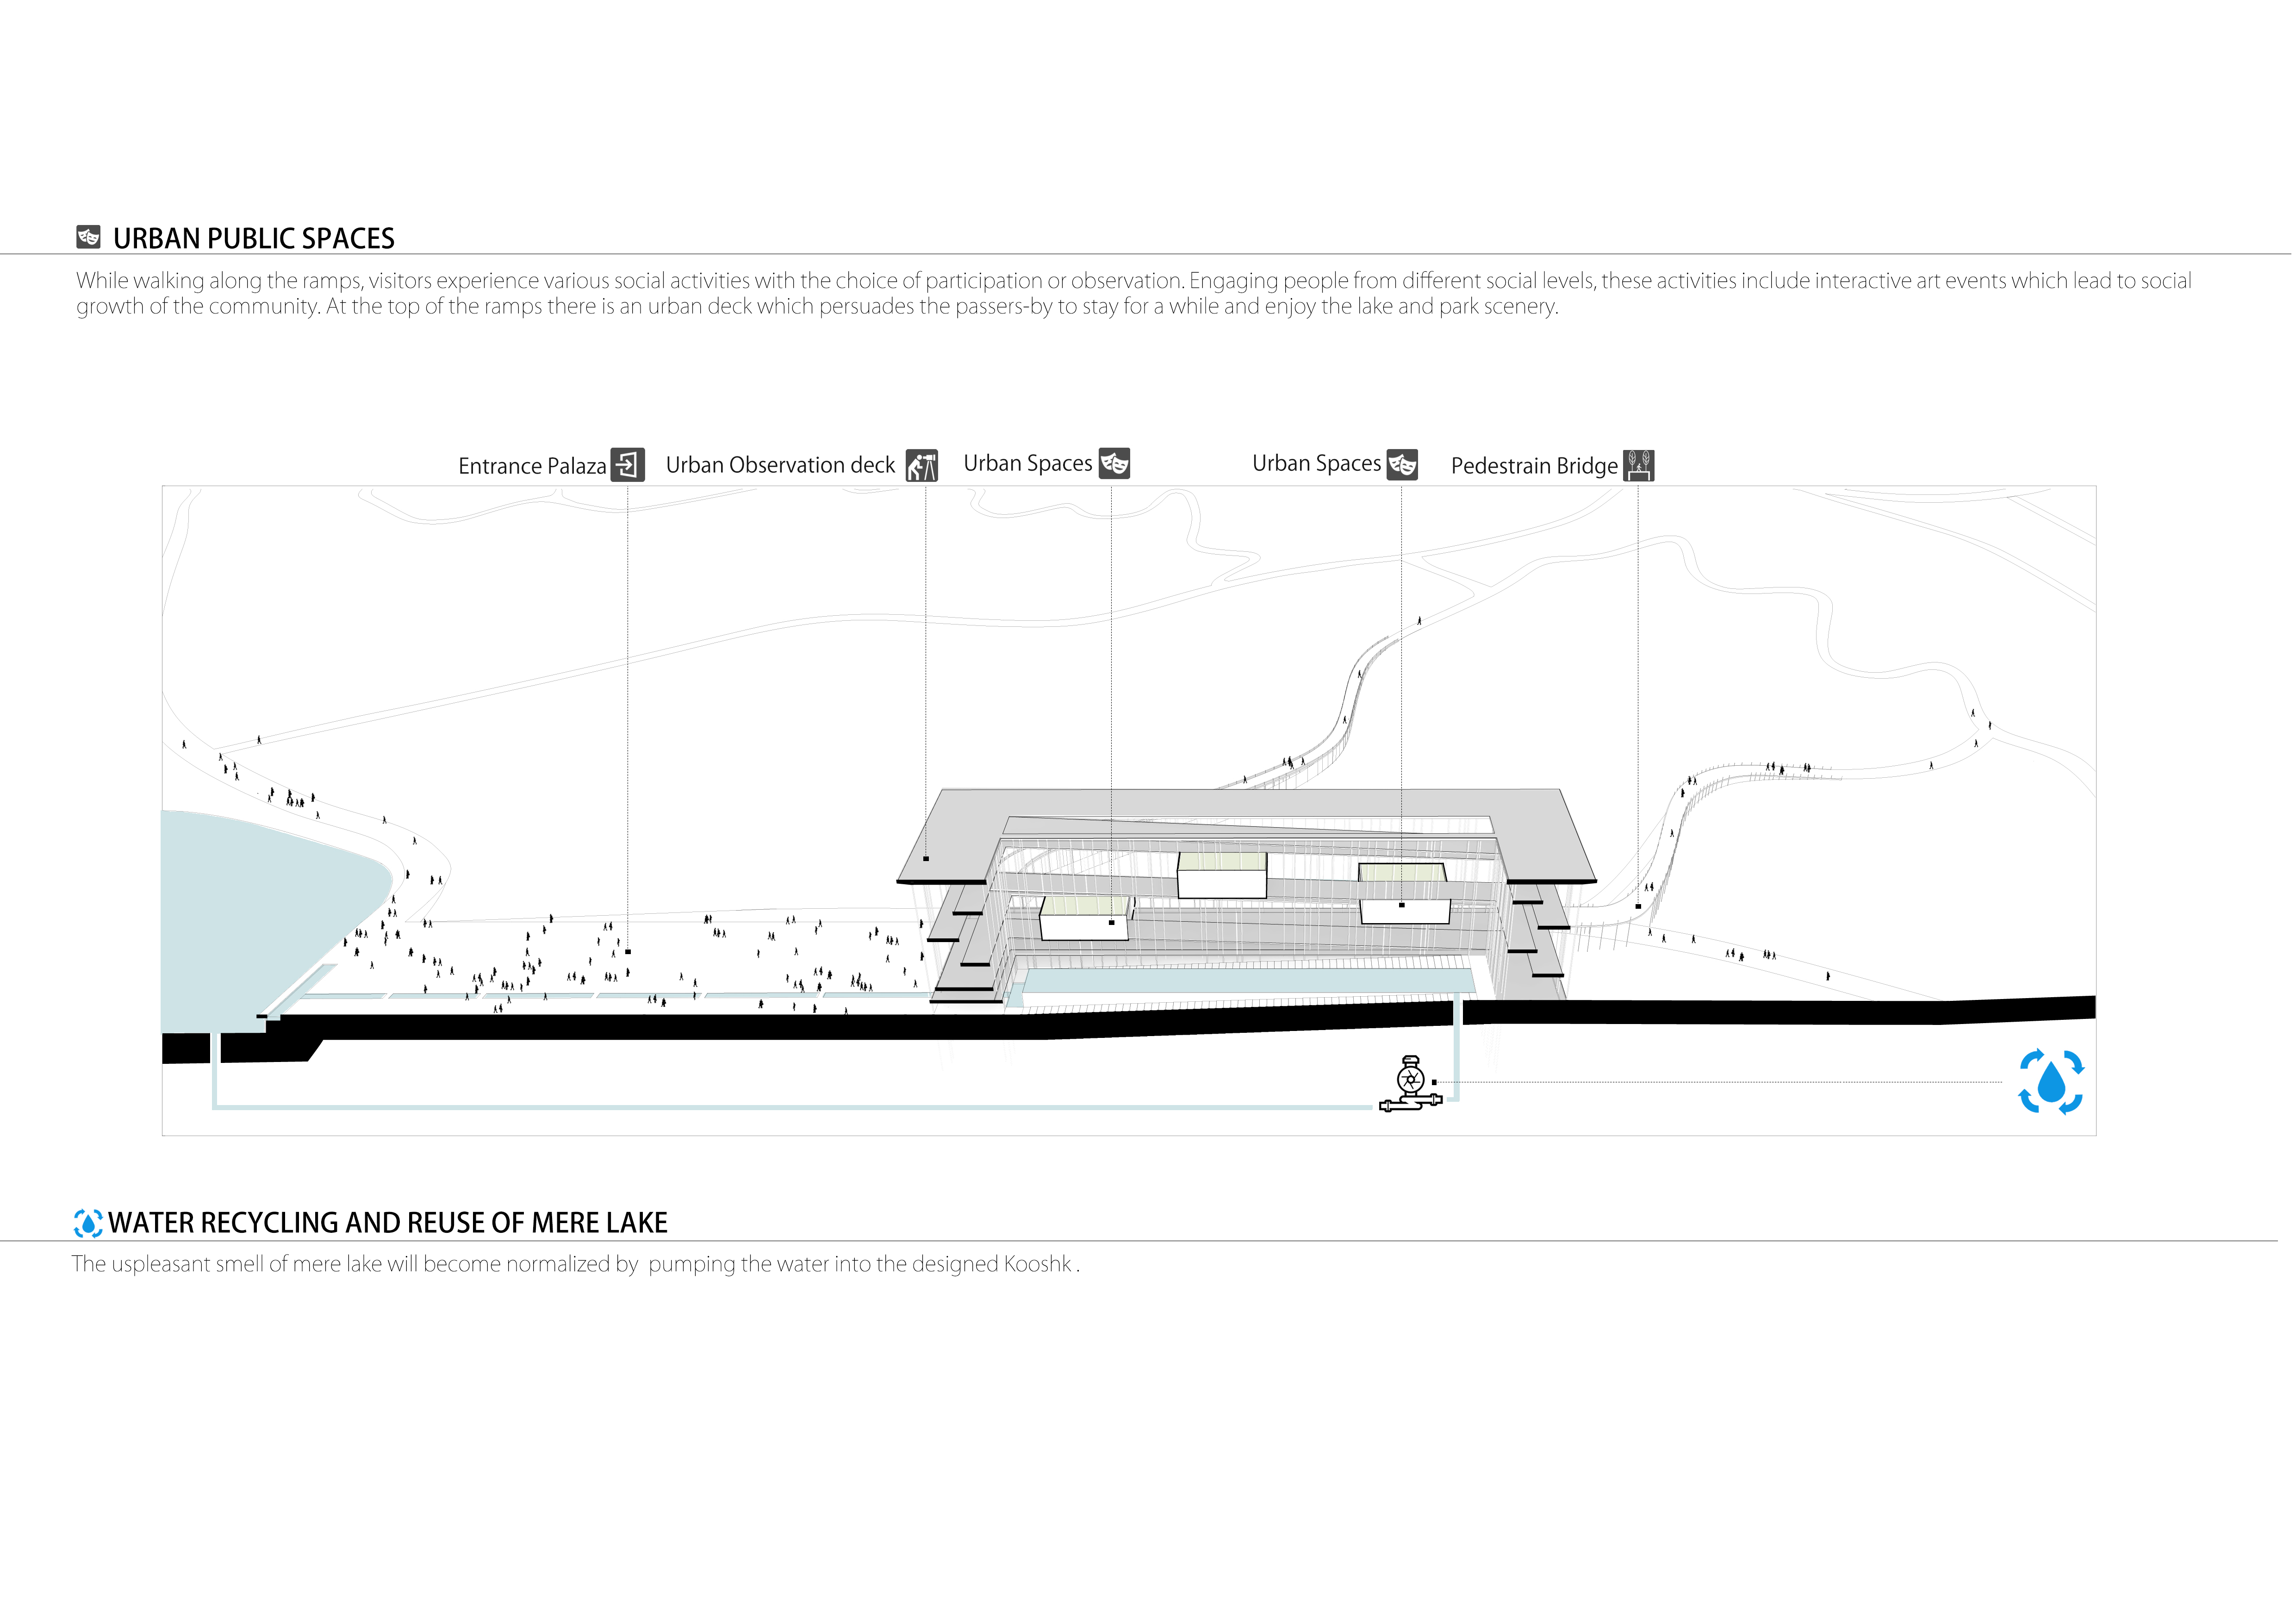 URBAN PUBLIC SPACES
While walking along the ramps, visitors experience various social activities with the choice of participation or observation. Engaging people from different social levels, these activities include interactive art events which lead to social
growth of the community. At the top of the ramps there is an urban deck which persuades the passers-by to stay for a while and enjoy the lake and park scenery.
Entrance Palaza
Urban Observation deck
Urban Spaces
Urban Spaces
Pedestrain Bridge
WATER RECYCLING AND REUSE OF MERE LAKE
The uspleasant smell of mere lake will become normalized by pumping the water into the designed Kooshk .